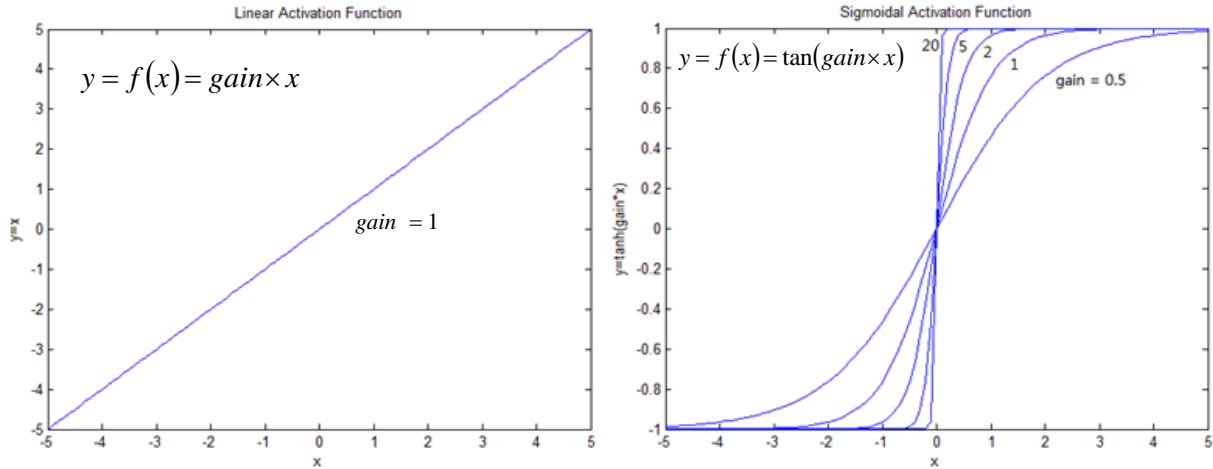 Linear Activation Function
y = f(x) = gain × x
gain = 1
5
4
3
2
1
0
-1
-2
-3
-4
-5
y=x
-5 -4 -3 -2 -1 0 1 2 3 4 5
x
Sigmoidal Activation Function
y = f(x) = tan(gain × x)
20 5 2 1
gain = 0.5
1
0.8
0.6
0.4
0.2
0
-0.2
-0.4
-0.6
-0.8
-1
y=tanh(gain*x)
-5 -4 -3 -2 -1 0 1 2 3 4 5
x